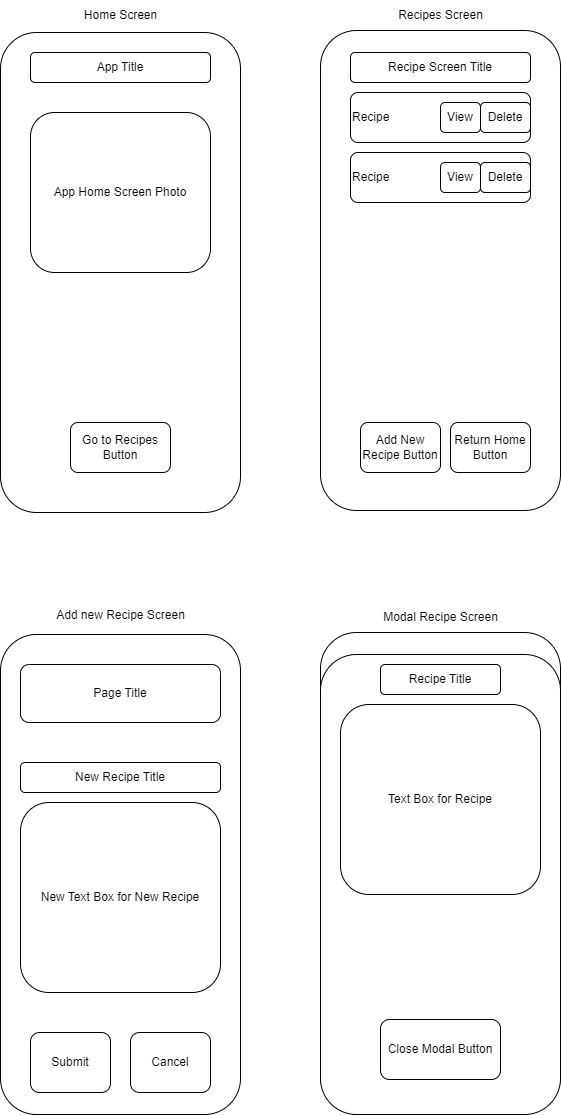 Home Screen
App Title
App Home Screen Photo
Go to Recipes
Button
Recipes Screen
Recipe Screen Title
Recipe View Delete
Recipe View Delete
Add New
Recipe Button
Return Home
Button
Add new Recipe Screen
Page Title
New Recipe Title
New Text Box for New Recipe
Submit
Cancel
Modal Recipe Screen
Recipe Title
Text Box for Recipe
Close Modal Button